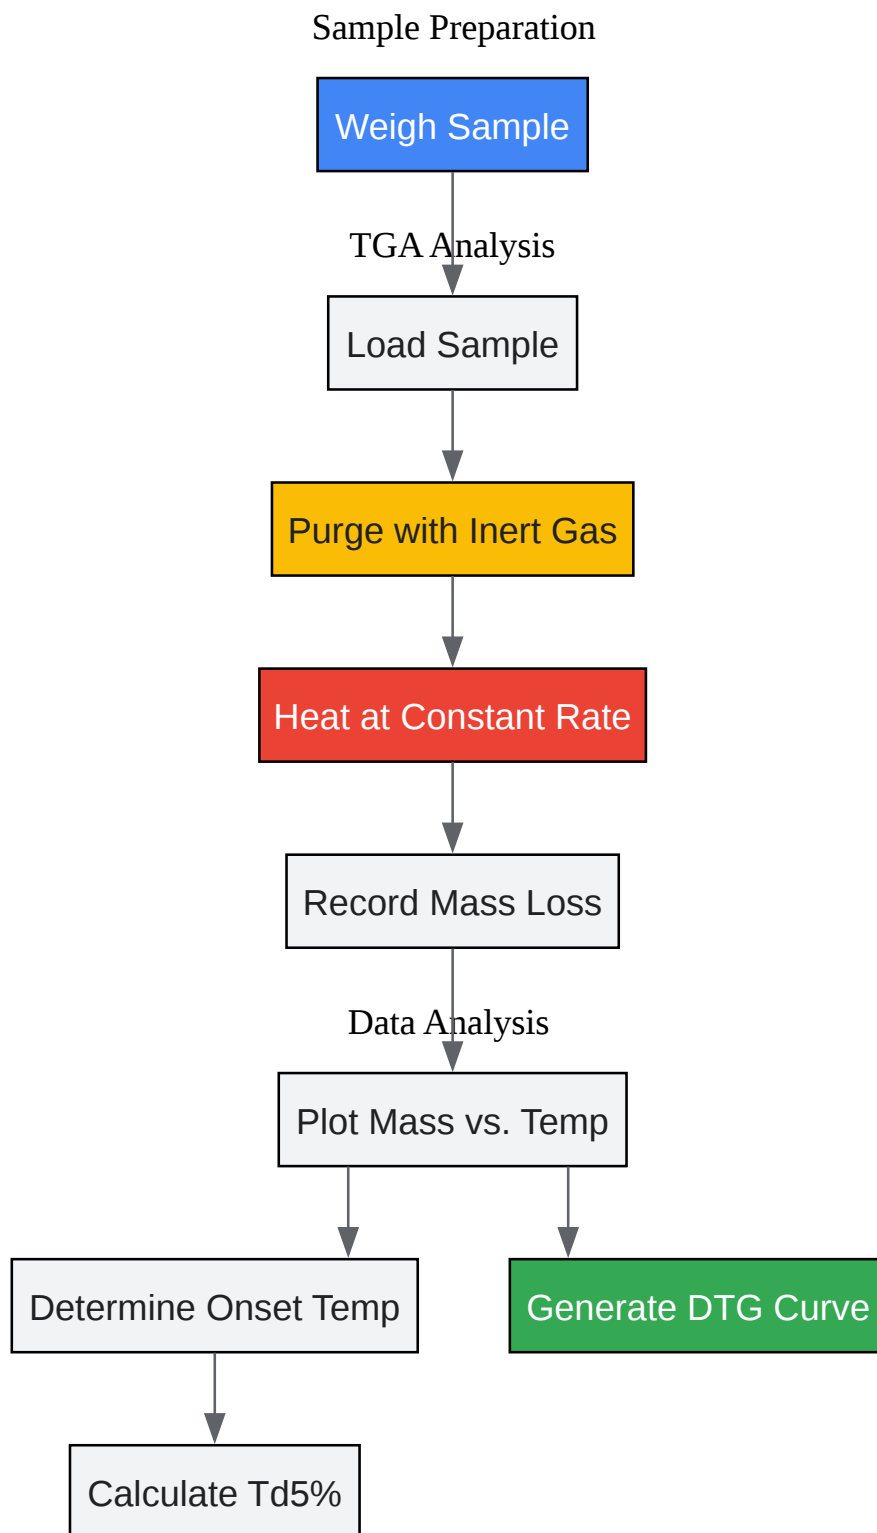 Sample Preparation
Weigh Sample
TGA Analysis
Load Sample
Purge with Inert Gas
Heat at Constant Rate
Record Mass Loss
Data Analysis
Plot Mass vs. Temp
Determine Onset Temp
Generate DTG Curve
Calculate Td5%